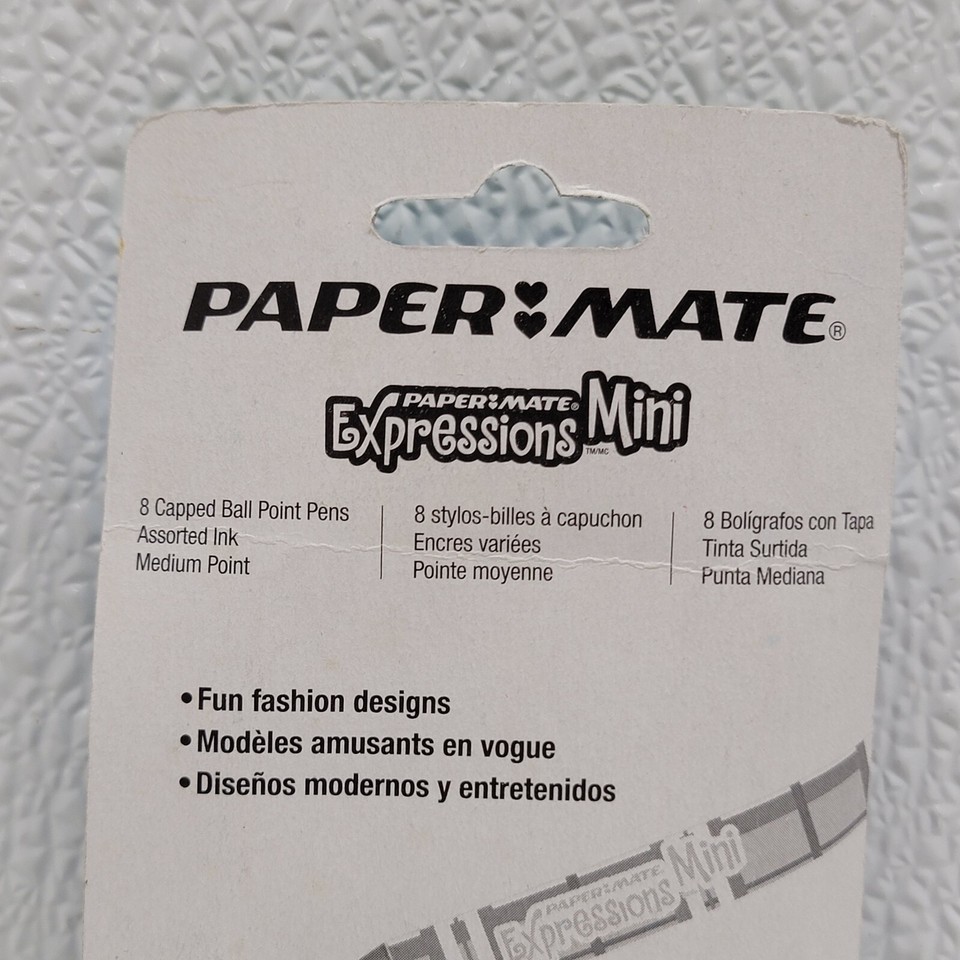 PAPER MATE®
PAPER MATE®
Expressions Mini
TM/MC
8 Capped Ball Point Pens
Assorted Ink
Medium Point
8 stylos-billes à capuchon
Encres variées
Pointe moyenne
8 Bolígrafos con Tapa
Tinta Surtida
Punta Mediana
• Fun fashion designs
• Modèles amusants en vogue
• Diseños modernos y entretenidos
PAPER MATE
Expressions Mini